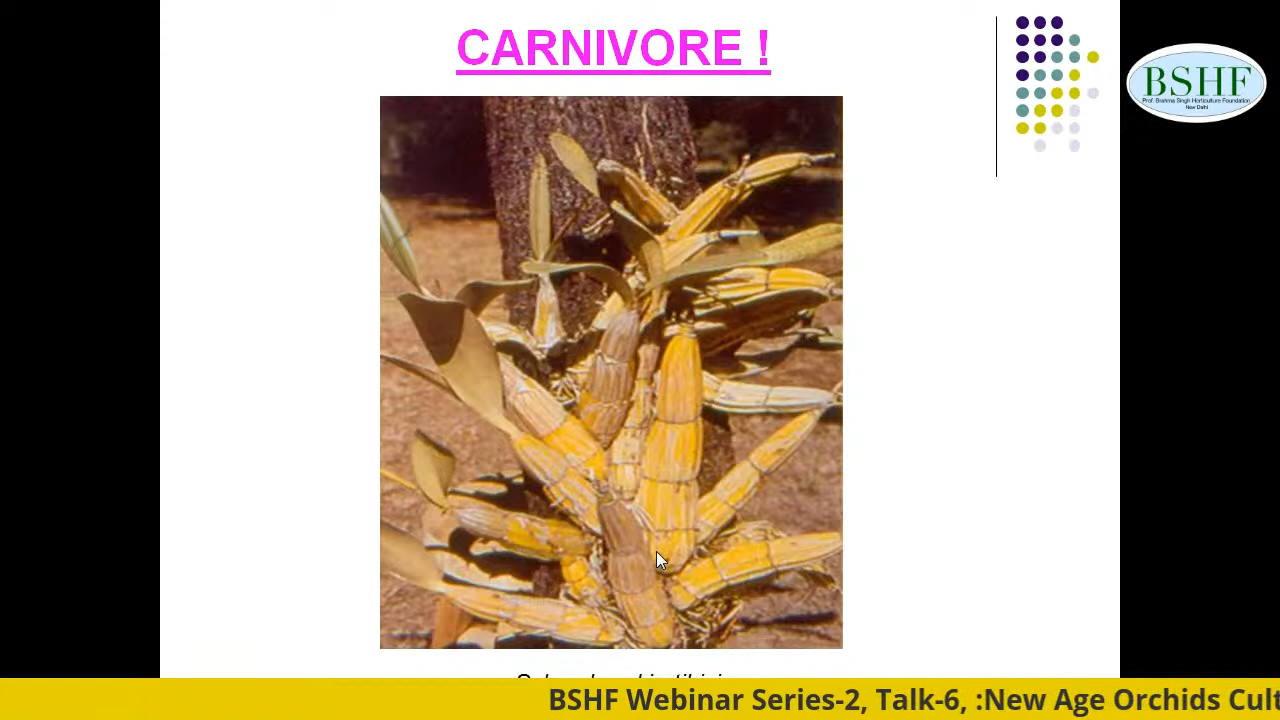 CARNIVORE !
BSHF
Prof. Brahma Singh Horticulture Foundation
New Delhi
BSHF Webinar Series-2, Talk-6, :New Age Orchids Cult